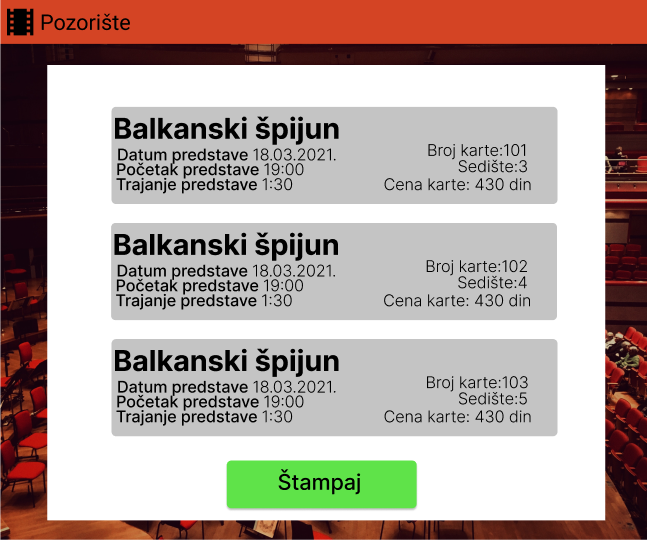 Pozorište
Balkanski špijun
Datum predstave 18.03.2021.
Početak predstave 19:00
Trajanje predstave 1:30
Broj karte:101
Sedište:3
Cena karte: 430 din
Balkanski špijun
Datum predstave 18.03.2021.
Početak predstave 19:00
Trajanje predstave 1:30
Broj karte:102
Sedište:4
Cena karte: 430 din
Balkanski špijun
Datum predstave 18.03.2021.
Početak predstave 19:00
Trajanje predstave 1:30
Broj karte:103
Sedište:5
Cena karte: 430 din
Štampaj